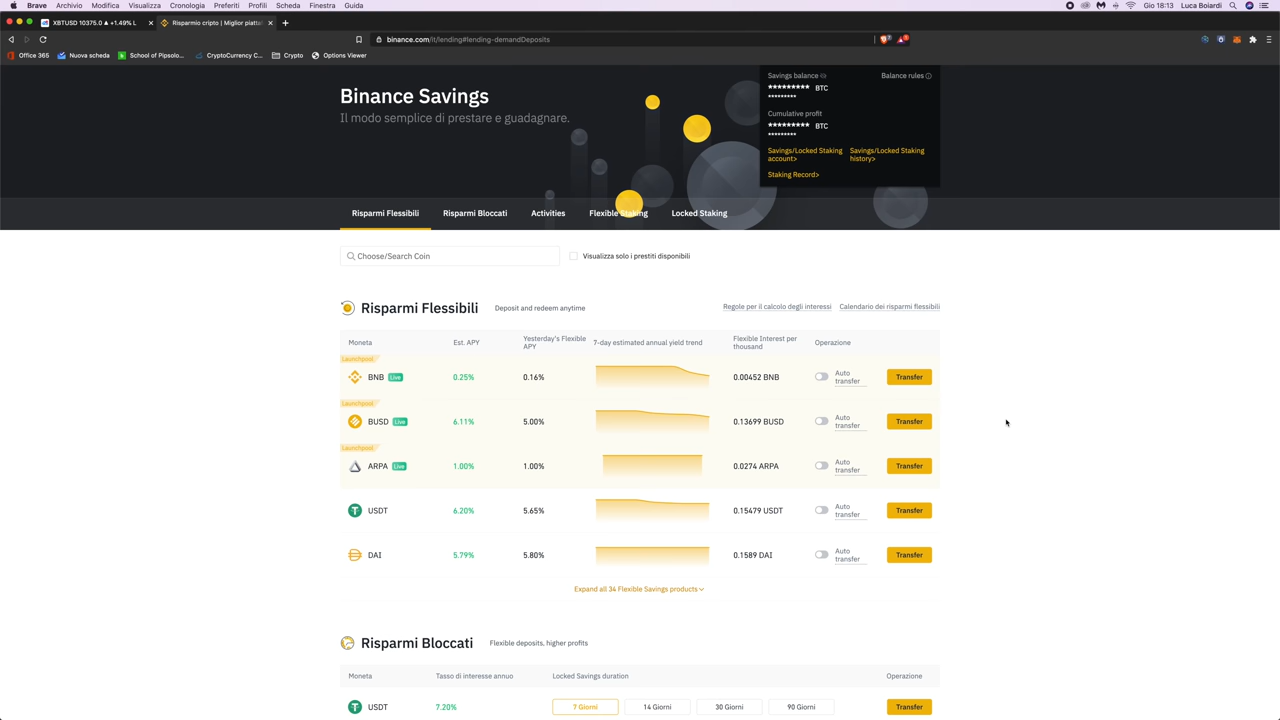 Brave Archivio Modifica Visualizza Cronologia Preferiti Profili Scheda Finestra Guida
Gio 18:13 Luca Boiardi
XBTUSD 10375.0 ▲ +1.49% L
Risparmio cripto | Miglior piattaf
binance.com/it/lending#lending-demandDeposits
Office 365
Nuova scheda
School of Pipsolo...
CryptoCurrency C...
Crypto
Options Viewer
Binance Savings
Il modo semplice di prestare e guadagnare.
Savings balance
Balance rules
********* BTC
*********
Cumulative profit
********* BTC
*********
Savings/Locked Staking account>
Savings/Locked Staking history>
Staking Record>
Risparmi Flessibili
Risparmi Bloccati
Activities
Flexible Staking
Locked Staking
Choose/Search Coin
Visualizza solo i prestiti disponibili
Risparmi Flessibili
Deposit and redeem anytime
Regole per il calcolo degli interessi
Calendario dei risparmi flessibili
Moneta Est. APY Yesterday's Flexible APY 7-day estimated annual yield trend Flexible Interest per thousand Operazione
Launchpool
BNB Live 0.25% 0.16% 0.00452 BNB Auto transfer Transfer
Launchpool
BUSD Live 6.11% 5.00% 0.13699 BUSD Auto transfer Transfer
Launchpool
ARPA Live 1.00% 1.00% 0.0274 ARPA Auto transfer Transfer
USDT 6.20% 5.65% 0.15479 USDT Auto transfer Transfer
DAI 5.79% 5.80% 0.1589 DAI Auto transfer Transfer
Expand all 34 Flexible Savings products
Risparmi Bloccati
Flexible deposits, higher profits
Moneta Tasso di interesse annuo Locked Savings duration Operazione
USDT 7.20% 7 Giorni 14 Giorni 30 Giorni 90 Giorni Transfer